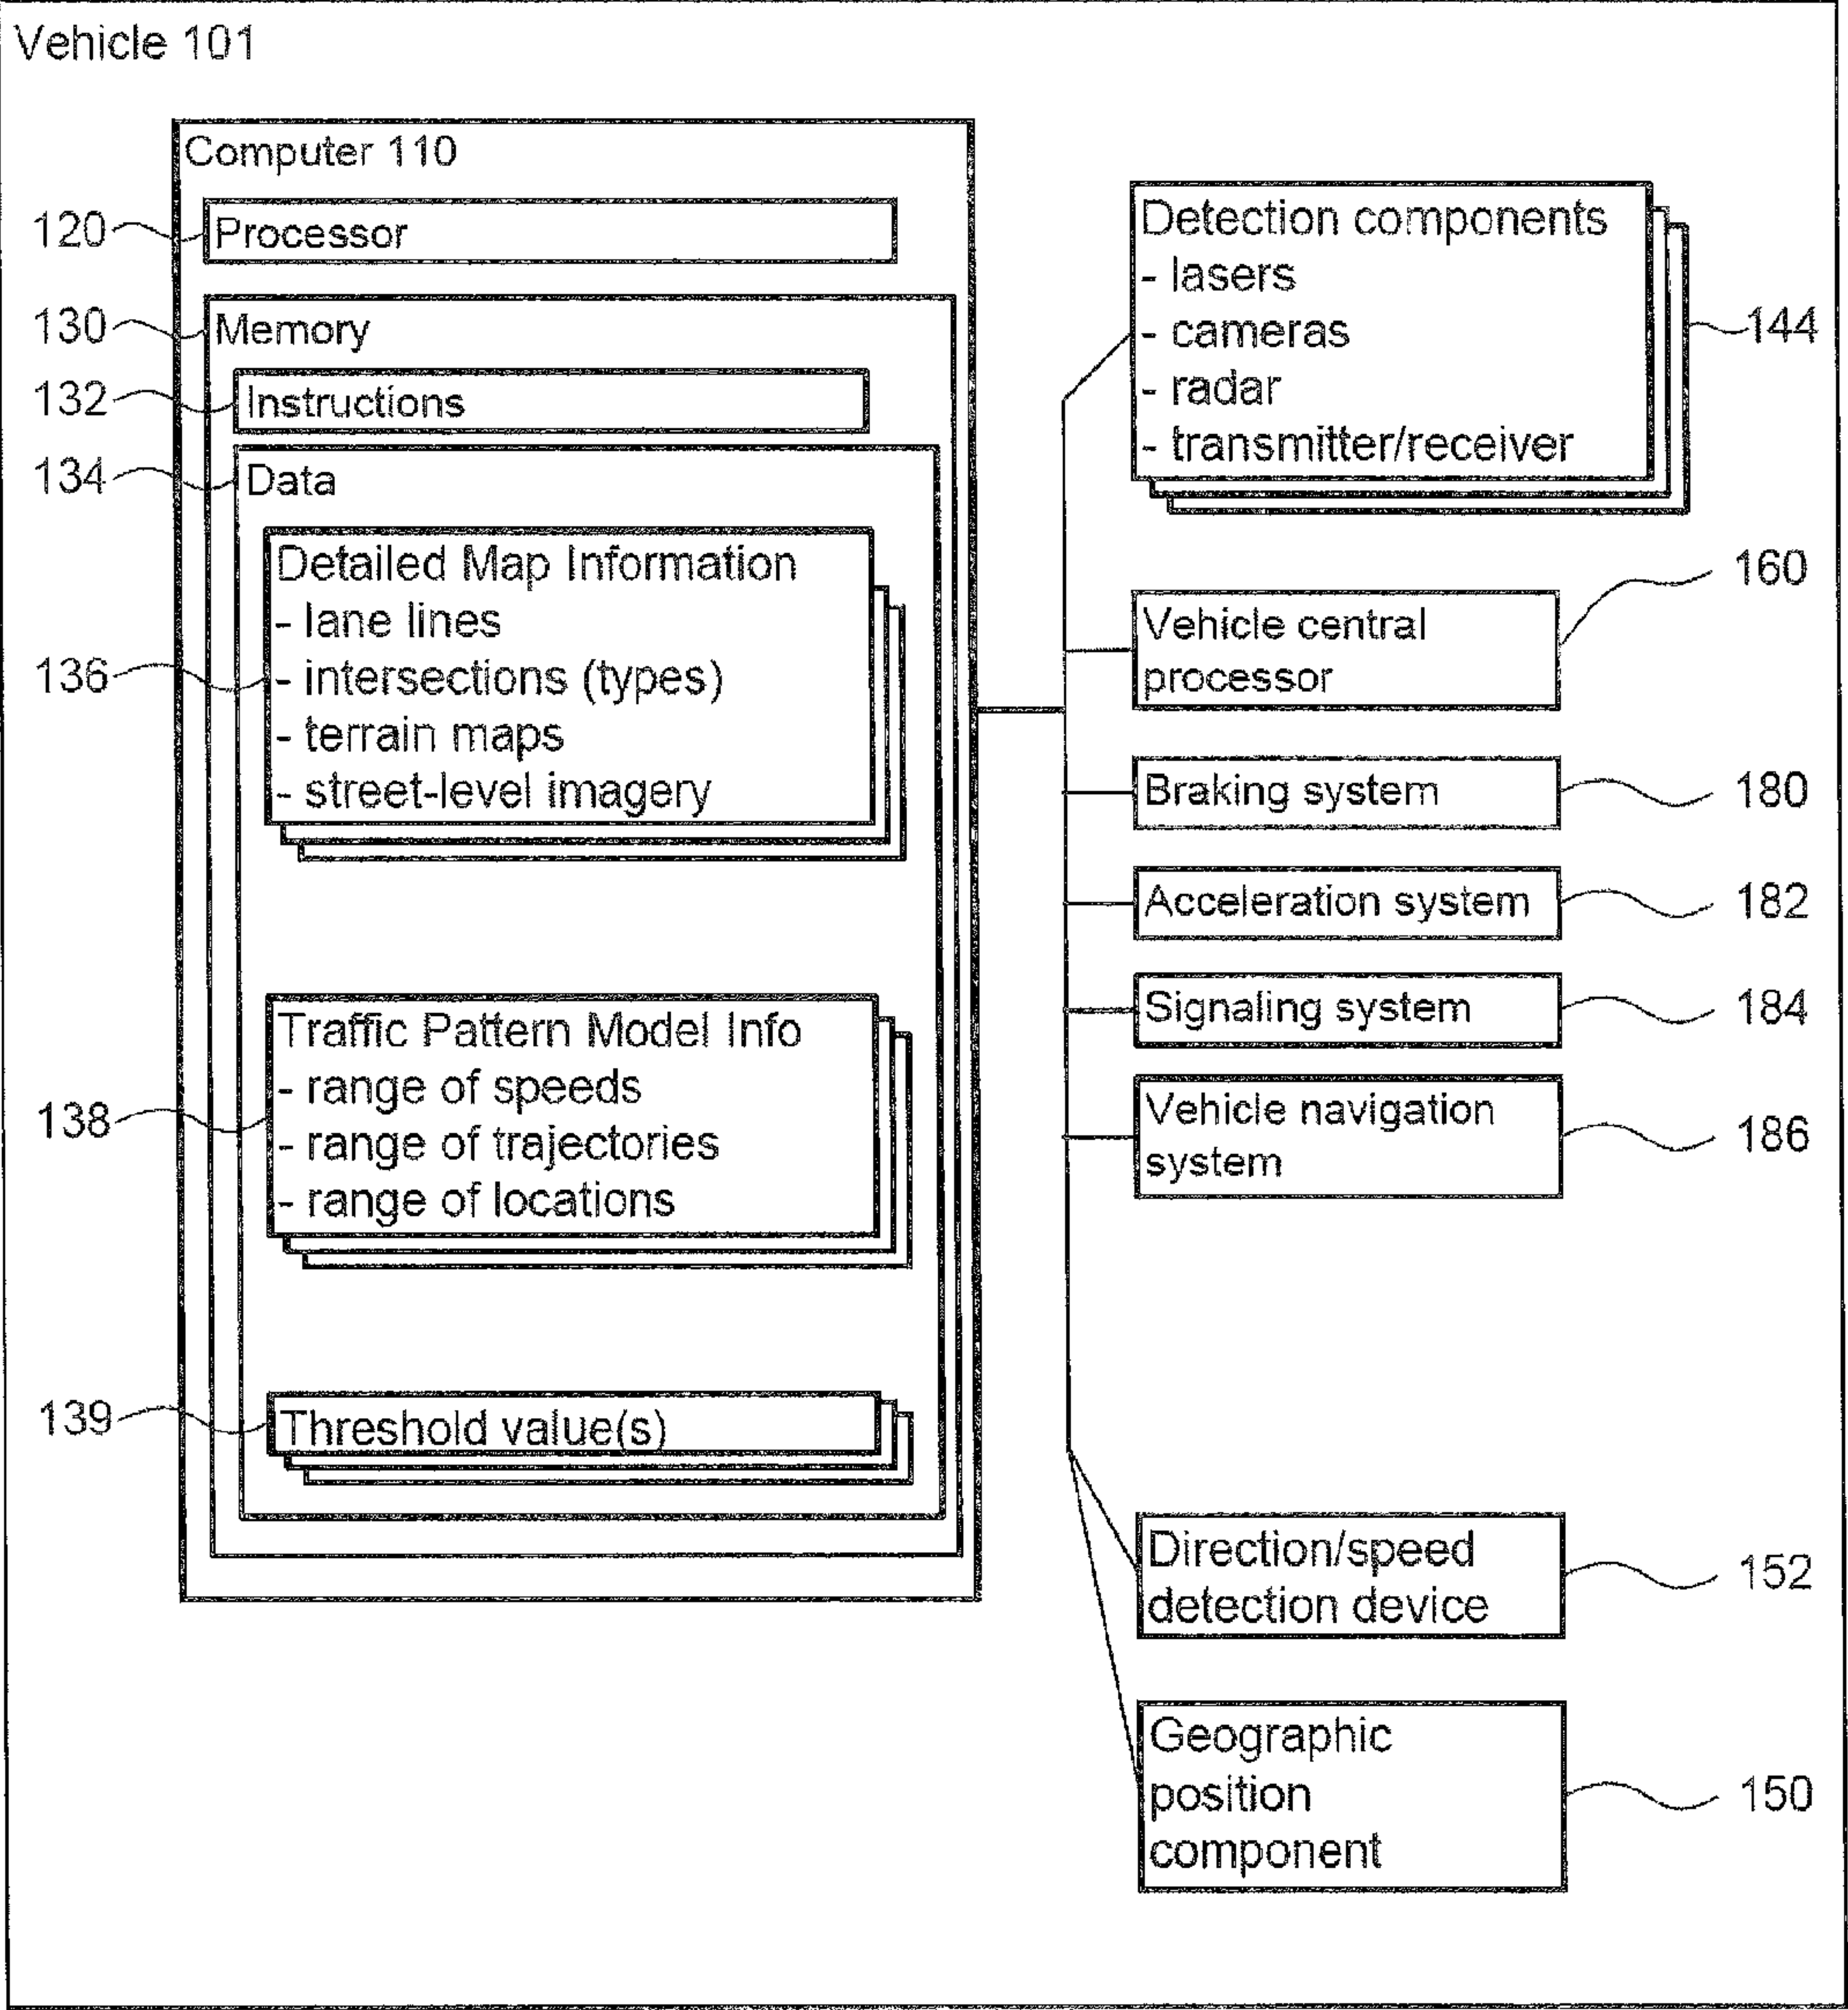 Vehicle 101
Computer 110
120
Processor
130
Memory
132
Instructions
134
Data
136
Detailed Map Information
- lane lines
- intersections (types)
- terrain maps
- street-level imagery
138
Traffic Pattern Model Info
- range of speeds
- range of trajectories
- range of locations
139
Threshold value(s)
Detection components
- lasers
- cameras
- radar
- transmitter/receiver
144
Vehicle central
processor
160
Braking system
180
Acceleration system
182
Signaling system
184
Vehicle navigation
system
186
Direction/speed
detection device
152
Geographic
position
component
150